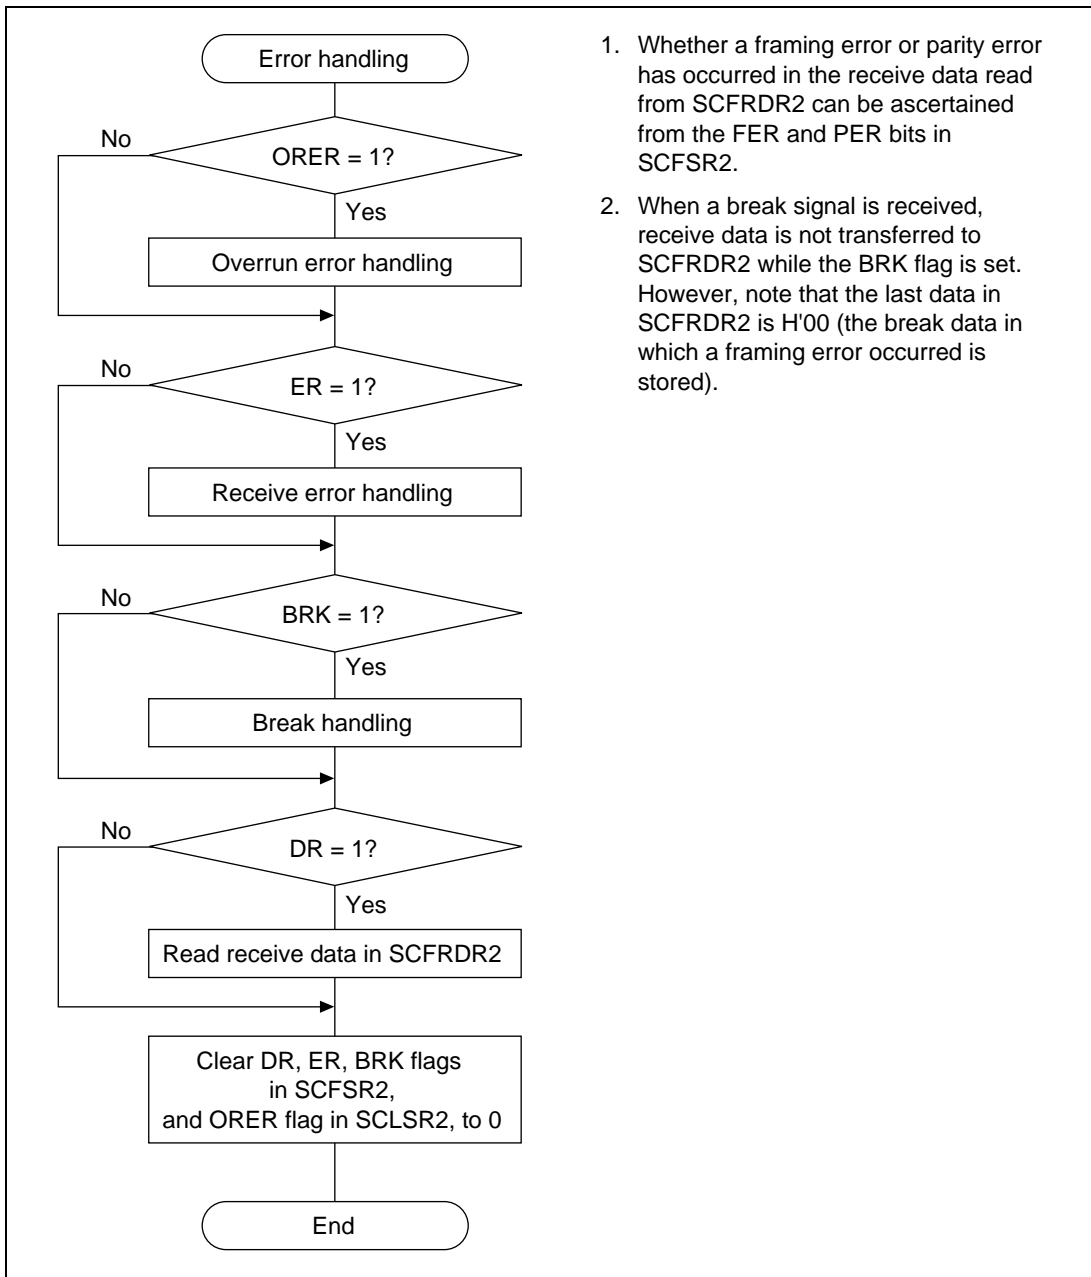 Error handling
No
ORER = 1?
Yes
Overrun error handling
No
ER = 1?
Yes
Receive error handling
No
BRK = 1?
Yes
Break handling
No
DR = 1?
Yes
Read receive data in SCFRDR2
Clear DR, ER, BRK flags
in SCFSR2,
and ORER flag in SCLSR2, to 0
End
1. Whether a framing error or parity error
has occurred in the receive data read
from SCFRDR2 can be ascertained
from the FER and PER bits in
SCFSR2.
2. When a break signal is received,
receive data is not transferred to
SCFRDR2 while the BRK flag is set.
However, note that the last data in
SCFRDR2 is H'00 (the break data in
which a framing error occurred is
stored).